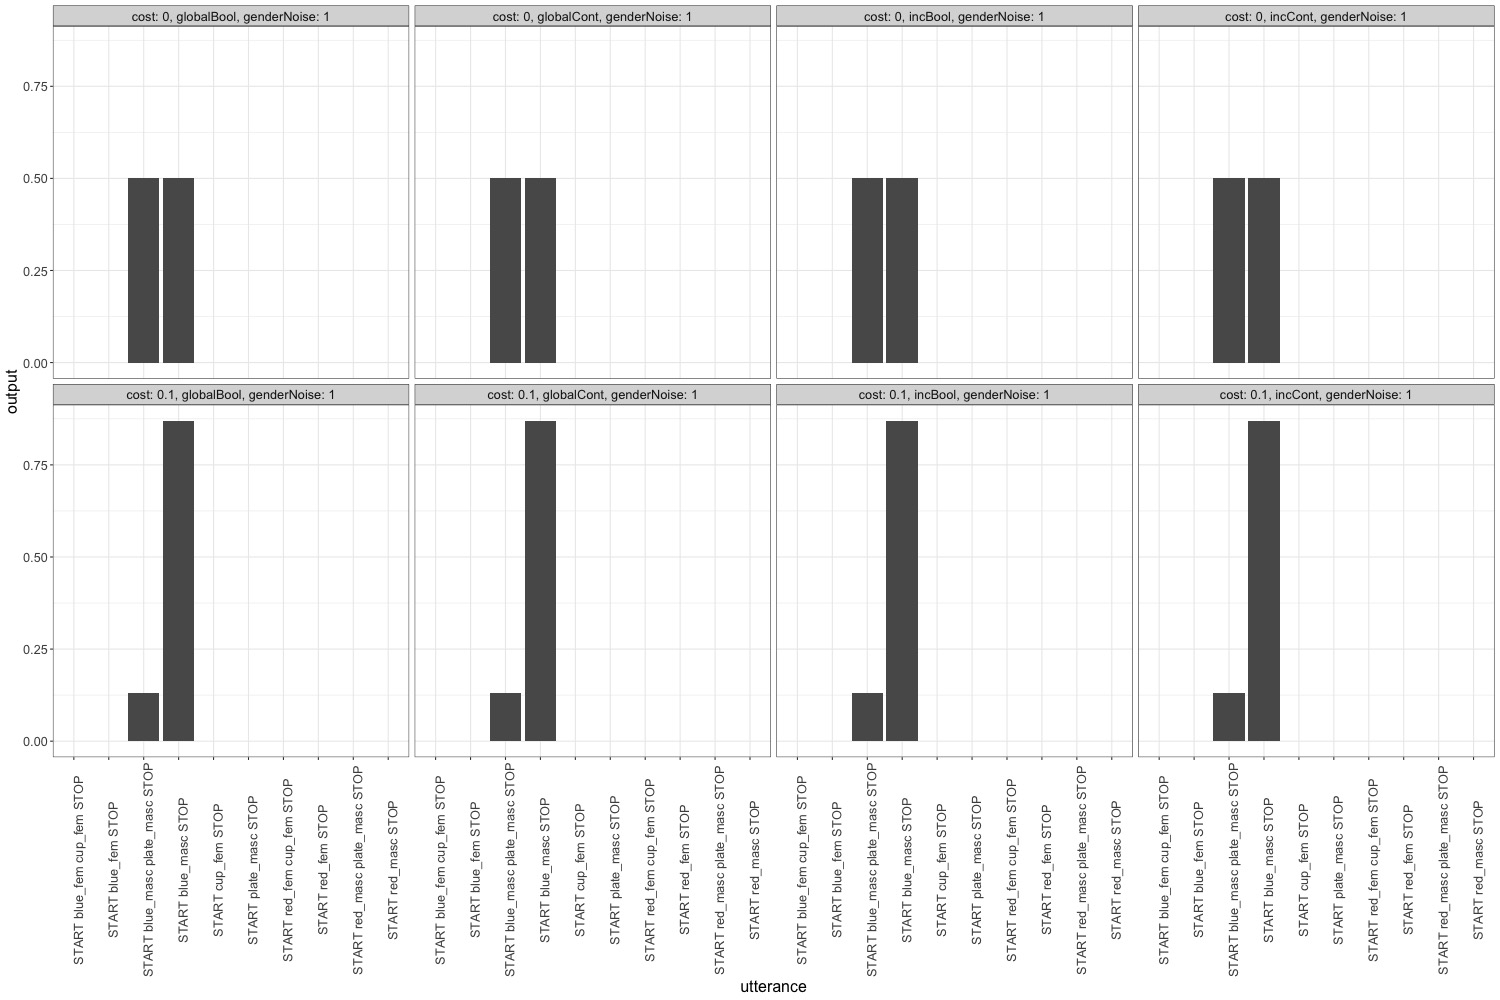 cost: 0, globalBool, genderNoise: 1
cost: 0, globalCont, genderNoise: 1
cost: 0, incBool, genderNoise: 1
cost: 0, incCont, genderNoise: 1
0.75
0.50
0.25
0.00
output
cost: 0.1, globalBool, genderNoise: 1
cost: 0.1, globalCont, genderNoise: 1
cost: 0.1, incBool, genderNoise: 1
cost: 0.1, incCont, genderNoise: 1
0.75
0.50
0.25
0.00
START blue_fem cup_fem STOP
START blue_fem STOP
START blue_masc plate_masc STOP
START blue_masc STOP
START cup_fem STOP
START plate_masc STOP
START red_fem cup_fem STOP
START red_fem STOP
START red_masc plate_masc STOP
START red_masc STOP
START blue_fem cup_fem STOP
START blue_fem STOP
START blue_masc plate_masc STOP
START blue_masc STOP
START cup_fem STOP
START plate_masc STOP
START red_fem cup_fem STOP
START red_fem STOP
START red_masc plate_masc STOP
START red_masc STOP
START blue_fem cup_fem STOP
START blue_fem STOP
START blue_masc plate_masc STOP
START blue_masc STOP
START cup_fem STOP
START plate_masc STOP
START red_fem cup_fem STOP
START red_fem STOP
START red_masc plate_masc STOP
START red_masc STOP
START blue_fem cup_fem STOP
START blue_fem STOP
START blue_masc plate_masc STOP
START blue_masc STOP
START cup_fem STOP
START plate_masc STOP
START red_fem cup_fem STOP
START red_fem STOP
START red_masc plate_masc STOP
START red_masc STOP
utterance